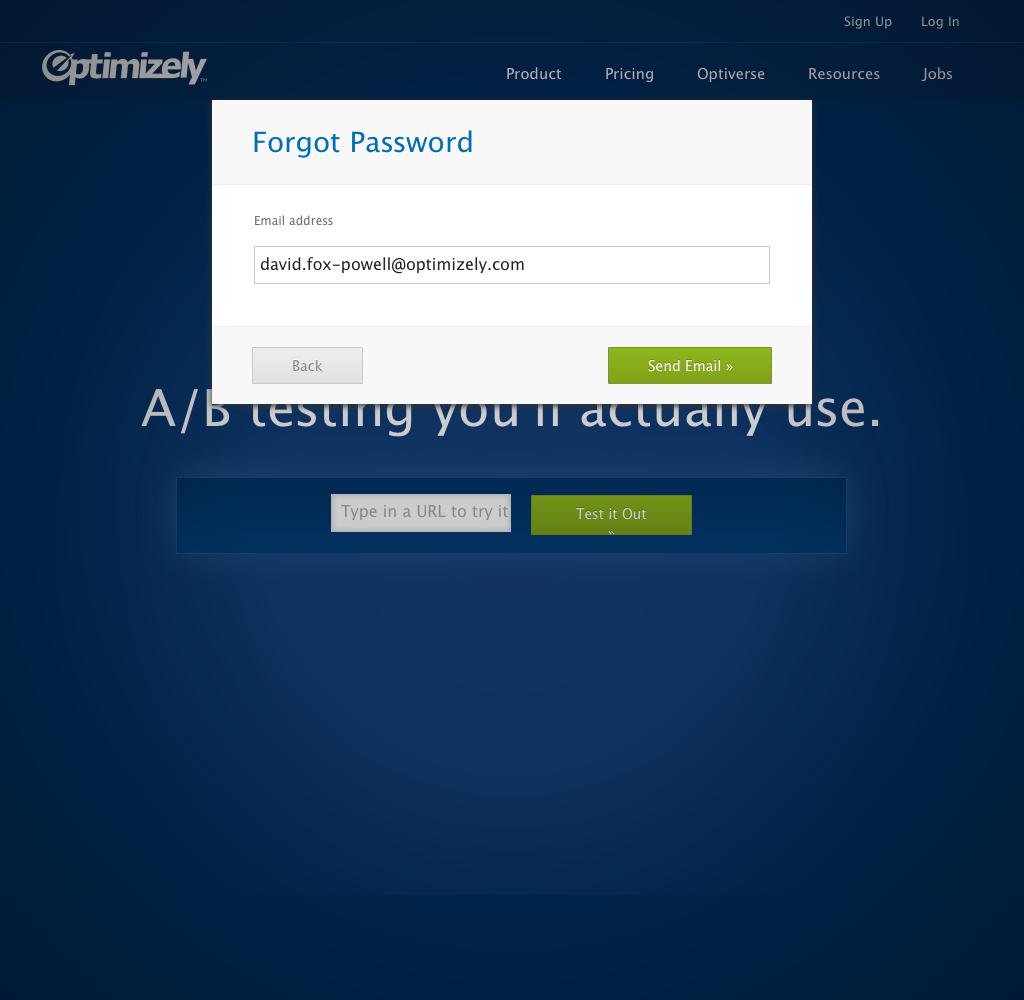 Sign Up Log In
Optimizely™
Product Pricing Optiverse Resources Jobs
Forgot Password
Email address
david.fox-powell@optimizely.com
Back Send Email »
A/B testing you'll actually use.
Type in a URL to try it Test it Out
»